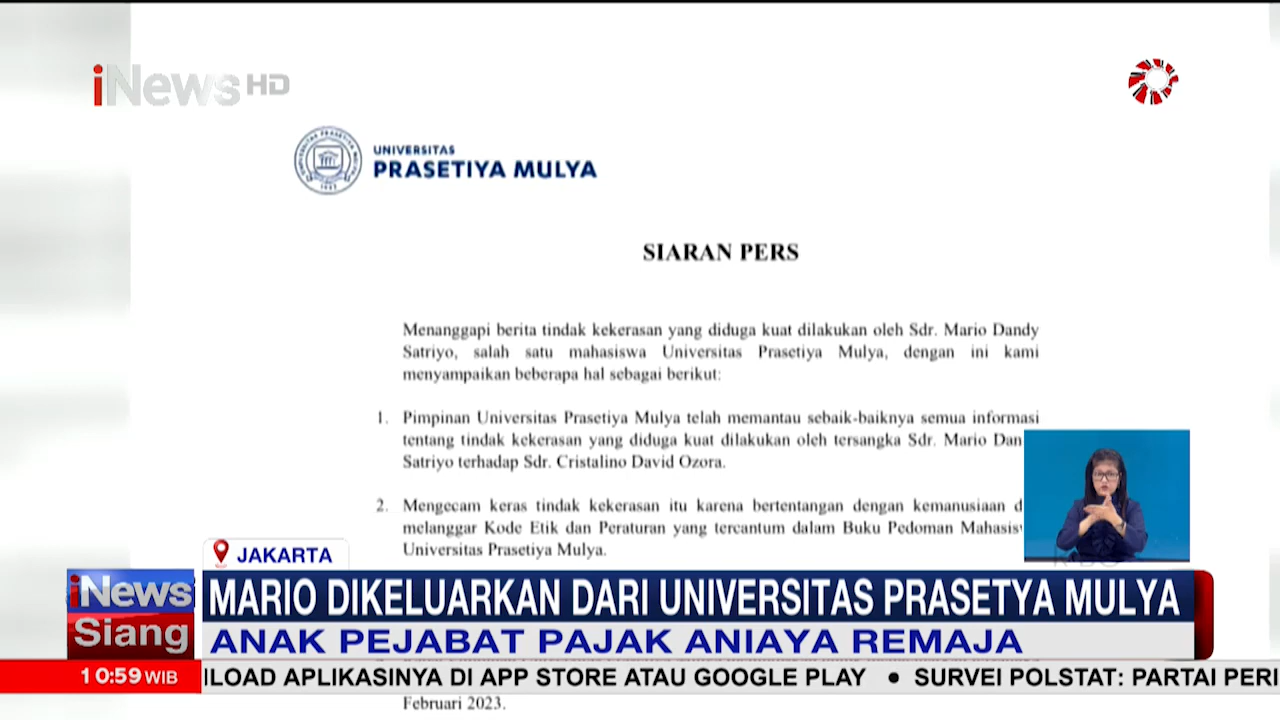 iNews HD
UNIVERSITAS
PRASETIYA MULYA
SIARAN PERS
Menanggapi berita tindak kekerasan yang diduga kuat dilakukan oleh Sdr. Mario Dandy
Satriyo, salah satu mahasiswa Universitas Prasetiya Mulya, dengan ini kami
menyampaikan beberapa hal sebagai berikut:
1. Pimpinan Universitas Prasetiya Mulya telah memantau sebaik-baiknya semua informasi
tentang tindak kekerasan yang diduga kuat dilakukan oleh tersangka Sdr. Mario Dan
Satriyo terhadap Sdr. Cristalino David Ozora.
2. Mengecam keras tindak kekerasan itu karena bertentangan dengan kemanusiaan d
melanggar Kode Etik dan Peraturan yang tercantum dalam Buku Pedoman Mahasis
Universitas Prasetiya Mulya.
JAKARTA
iNews
Siang
MARIO DIKELUARKAN DARI UNIVERSITAS PRASETYA MULYA
ANAK PEJABAT PAJAK ANIAYA REMAJA
10:59 WIB
LOAD APLIKASINYA DI APP STORE ATAU GOOGLE PLAY ● SURVEI POLSTAT: PARTAI PERI
Februari 2023.